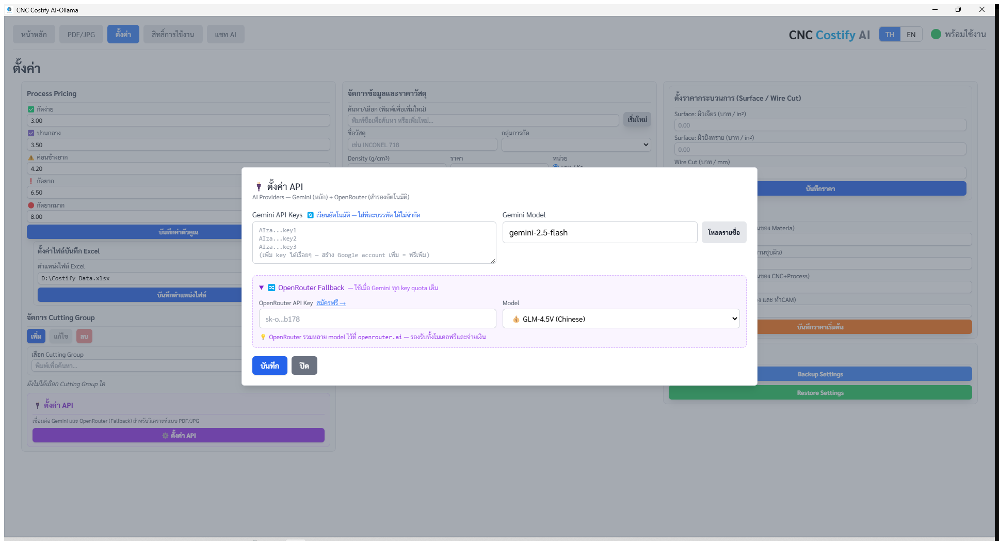 CNC Costify AI-Ollama
หน้าหลัก
PDF/JPG
ตั้งค่า
สิทธิ์การใช้งาน
แชท AI
CNC Costify AI
TH
EN
พร้อมใช้งาน
ตั้งค่า
Process Pricing
กัดง่าย
3.00
ปานกลาง
3.50
ค่อนข้างยาก
4.20
กัดยาก
6.50
กัดยากมาก
8.00
บันทึกค่าตัวคูณ
ตั้งค่าไฟล์บันทึก Excel
ตำแหน่งไฟล์ Excel
D:\Costify Data.xlsx
บันทึกตำแหน่งไฟล์
จัดการ Cutting Group
เพิ่ม
แก้ไข
ลบ
เลือก Cutting Group
พิมพ์เพื่อค้นหา...
ยังไม่ได้เลือก Cutting Group ใด
ตั้งค่า API
เชื่อมต่อ Gemini และ OpenRouter (Fallback) สำหรับวิเคราะห์แบบ PDF/JPG
ตั้งค่า API
จัดการข้อมูลและราคาวัสดุ
ค้นหา/เลือก (พิมพ์เพื่อเพิ่มใหม่)
พิมพ์ชื่อเพื่อค้นหา หรือเพิ่มใหม่...
เริ่มใหม่
ชื่อวัสดุ
กลุ่มการกัด
เช่น INCONEL 718
Density (g/cm³)
ราคา
หน่วย
บาท / Kg
ตั้งราคากระบวนการ (Surface / Wire Cut)
Surface: ผิวเจียร (บาท / in²)
0.00
Surface: ผิวยิงทราย (บาท / in²)
0.00
Wire Cut (บาท / mm)
บันทึกราคา
ของ Materia)
านชุบผิว)
ของ CNC+Process)
และ ทำCAM)
บันทึกราคาเริ่มต้น
Backup Settings
Restore Settings
ตั้งค่า API
AI Providers — Gemini (หลัก) + OpenRouter (สำรองอัตโนมัติ)
Gemini API Keys
เวียนอัตโนมัติ — ใส่ทีละบรรทัด ได้ไม่จำกัด
AIza...key1
AIza...key2
AIza...key3
(เพิ่ม key ได้เรื่อยๆ — สร้าง Google account เพิ่ม = ฟรีเพิ่ม)
Gemini Model
gemini-2.5-flash
โหลดรายชื่อ
OpenRouter Fallback — ใช้เมื่อ Gemini ทุก key quota เต็ม
OpenRouter API Key สมัครฟรี →
sk-o...b178
Model
GLM-4.5V (Chinese)
OpenRouter รวมหลาย model ไว้ที่ openrouter.ai — รองรับทั้งโมเดลฟรีและจ่ายเงิน
บันทึก
ปิด